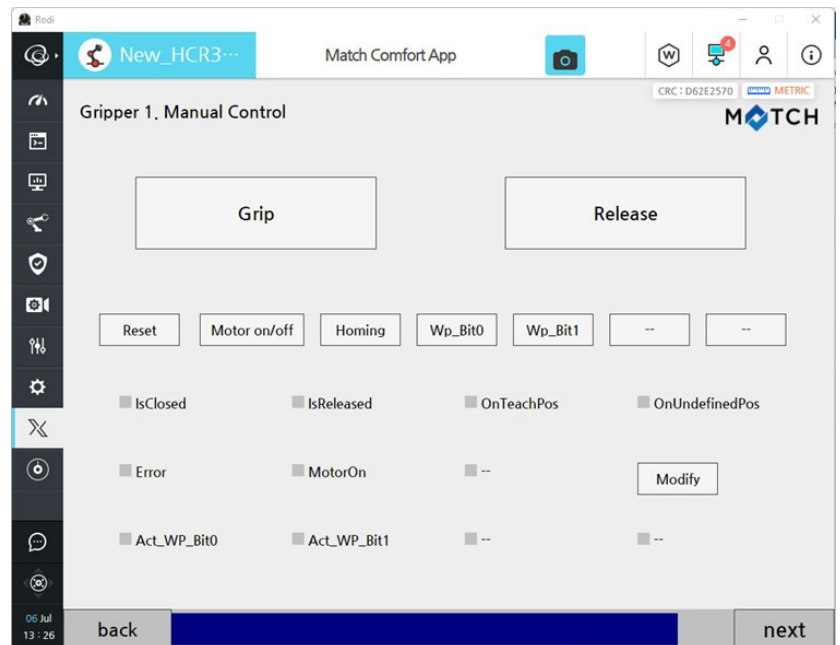 Rodi
New_HCR3...
Match Comfort App
W
4
CRC : D62E2570
METRIC
Gripper 1. Manual Control
MATCH
Grip
Release
Reset
Motor on/off
Homing
Wp_Bit0
Wp_Bit1
--
--
IsClosed
IsReleased
OnTeachPos
OnUndefinedPos
Error
MotorOn
--
Modify
Act_WP_Bit0
Act_WP_Bit1
--
--
06 Jul
13 : 26
back
next